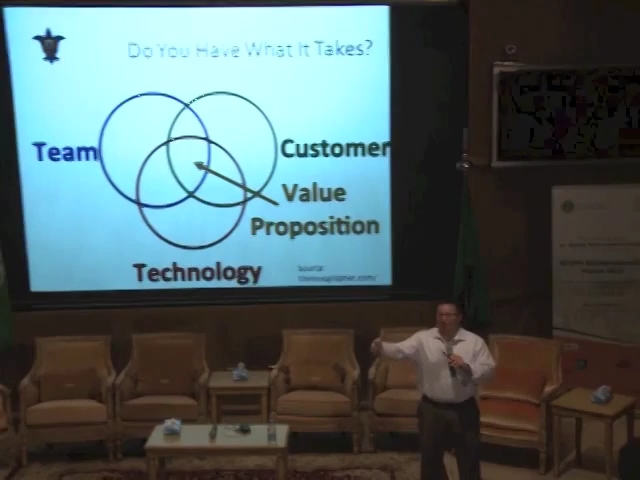 Do You Have What It Takes?
Team
Customer
Value
Proposition
Technology
Source: